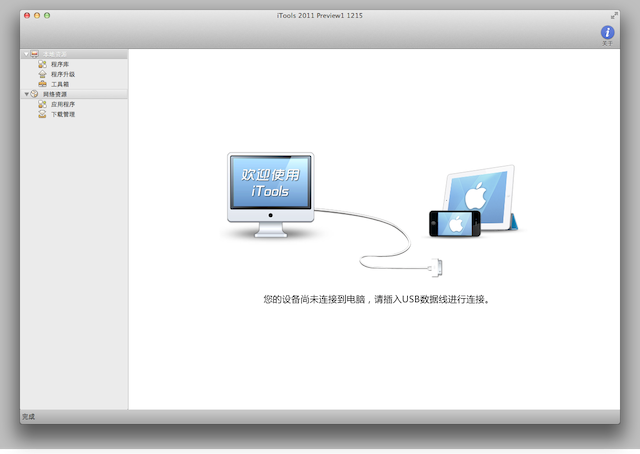 iTools 2011 Preview1 1215
关于
程序库
程序升级
工具箱
网络资源
应用程序
下载管理
欢迎使用
iTools
您的设备尚未连接到电脑，请插入USB数据线进行连接。
完成